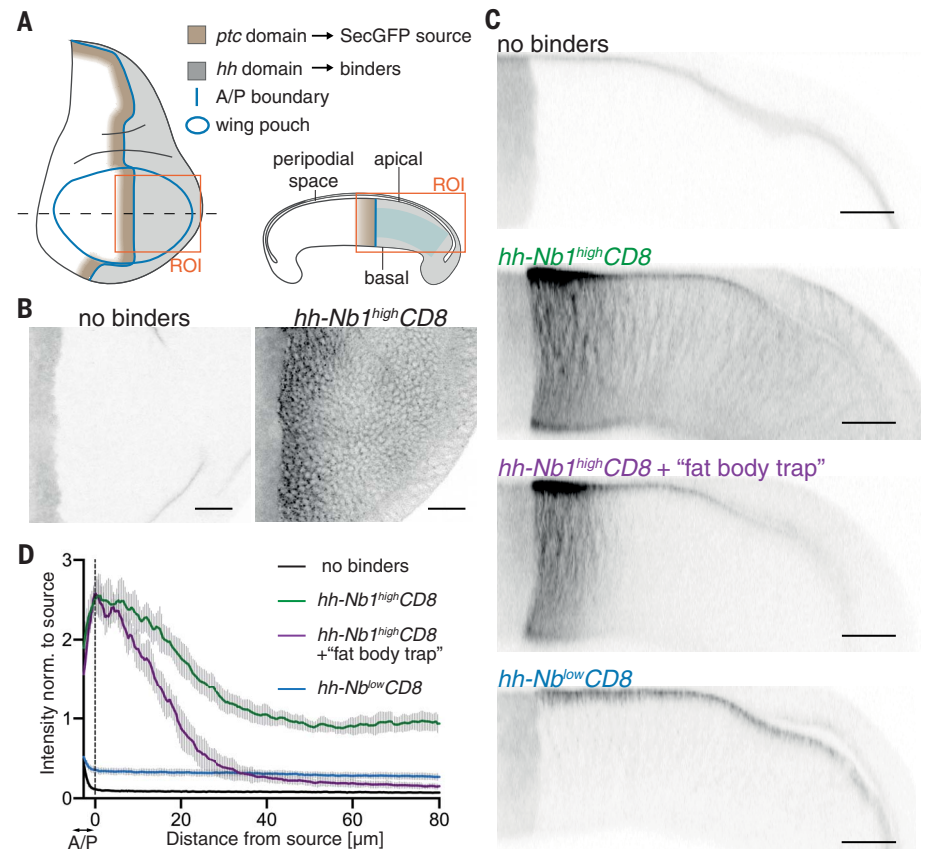 A
ptc domain → SecGFP source
hh domain → binders
A/P boundary
wing pouch
ROI
peripodial
space
apical
ROI
basal
B
no binders
hh-Nb1highCD8
C
no binders
hh-Nb1highCD8
hh-Nb1highCD8 + “fat body trap”
hh-NblowCD8
D
Intensity norm. to source
3
2
1
0
no binders
hh-Nb1highCD8
hh-Nb1highCD8
+“fat body trap”
hh-NblowCD8
0
20
40
60
80
A/P
Distance from source [µm]